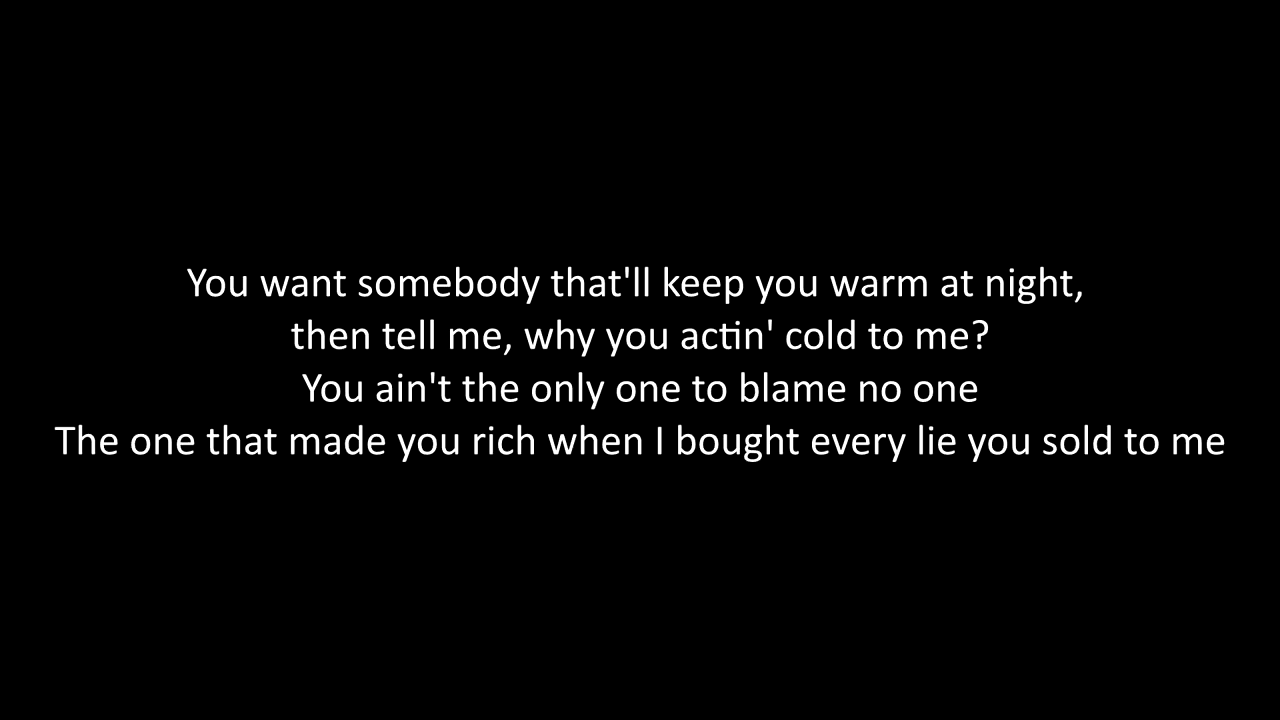 You want somebody that'll keep you warm at night,
then tell me, why you actin' cold to me?
You ain't the only one to blame no one
The one that made you rich when I bought every lie you sold to me